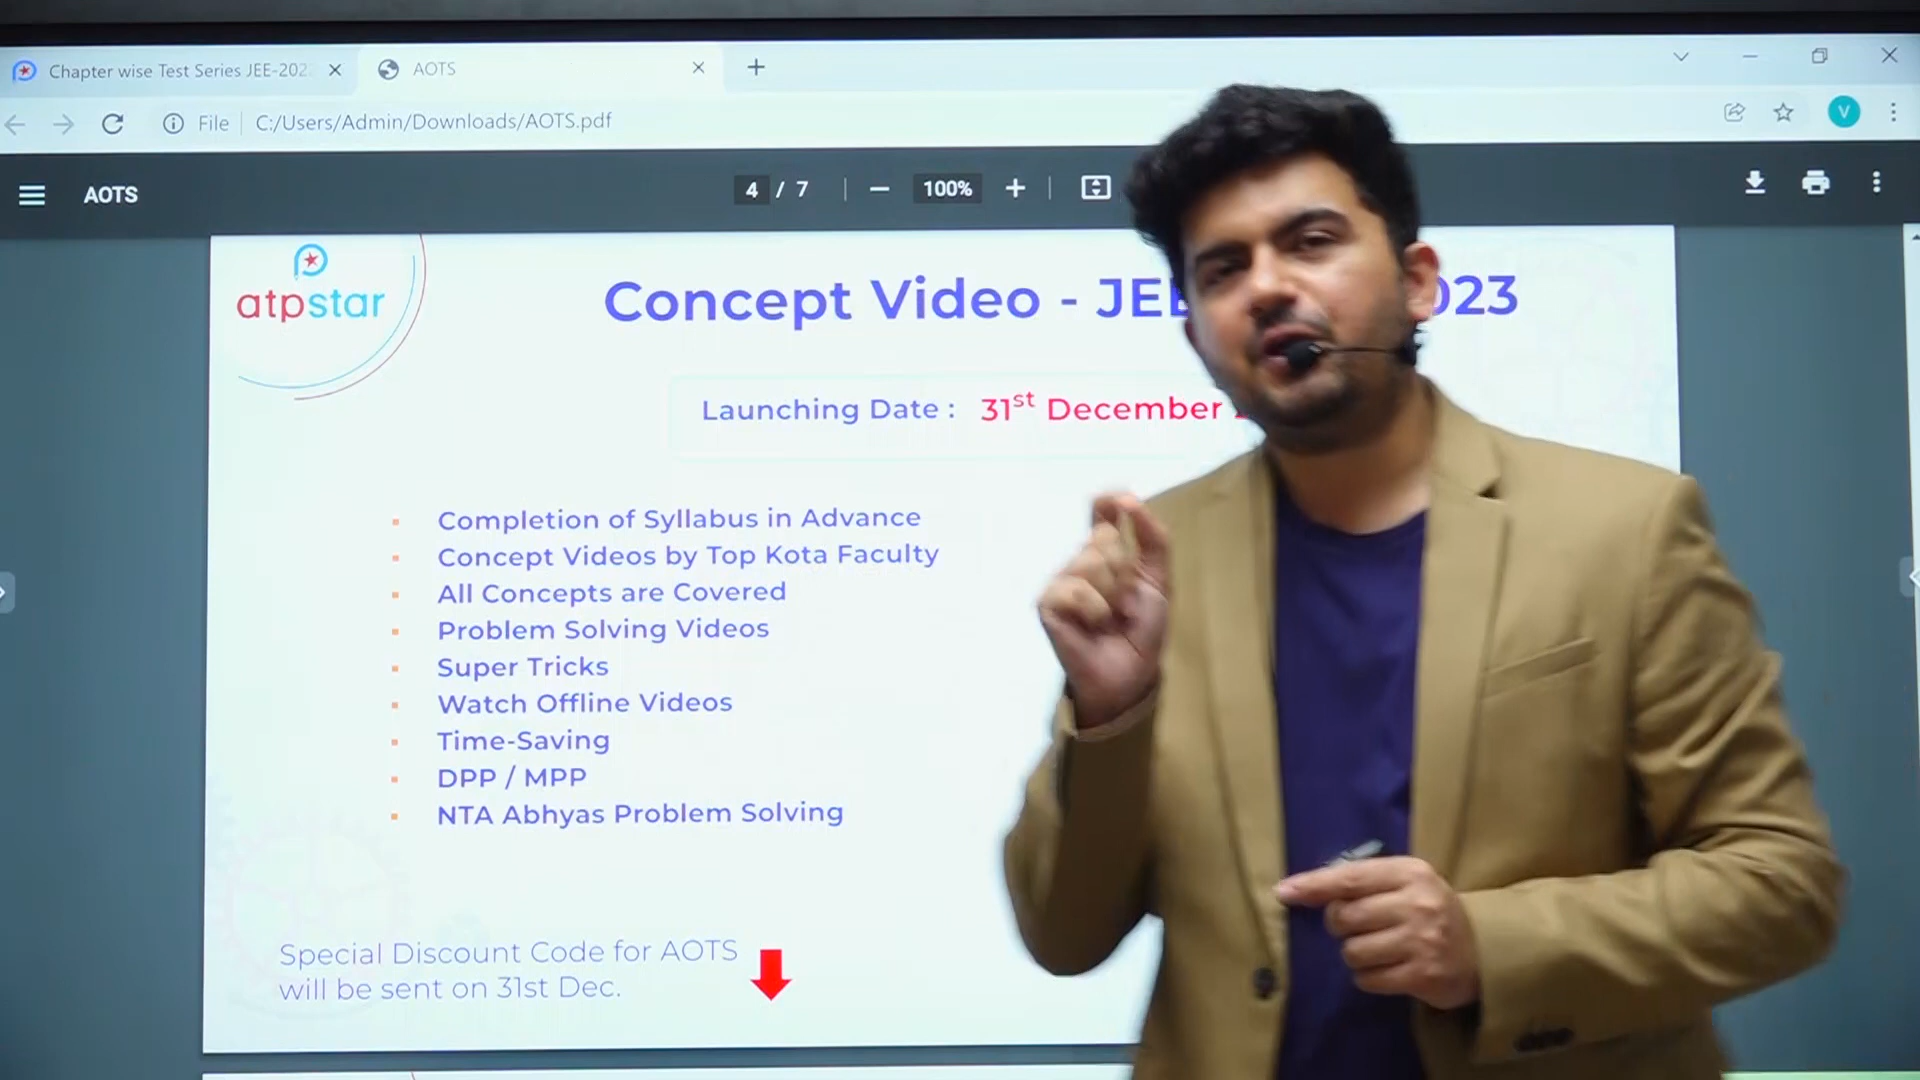 Chapter wise Test Series JEE-202
AOTS
File
C:/Users/Admin/Downloads/AOTS.pdf
V
AOTS
4 / 7
100%
atpstar
Concept Video - JEE 023
Launching Date : 31st December
Completion of Syllabus in Advance
Concept Videos by Top Kota Faculty
All Concepts are Covered
Problem Solving Videos
Super Tricks
Watch Offline Videos
Time-Saving
DPP / MPP
NTA Abhyas Problem Solving
Special Discount Code for AOTS
will be sent on 31st Dec.